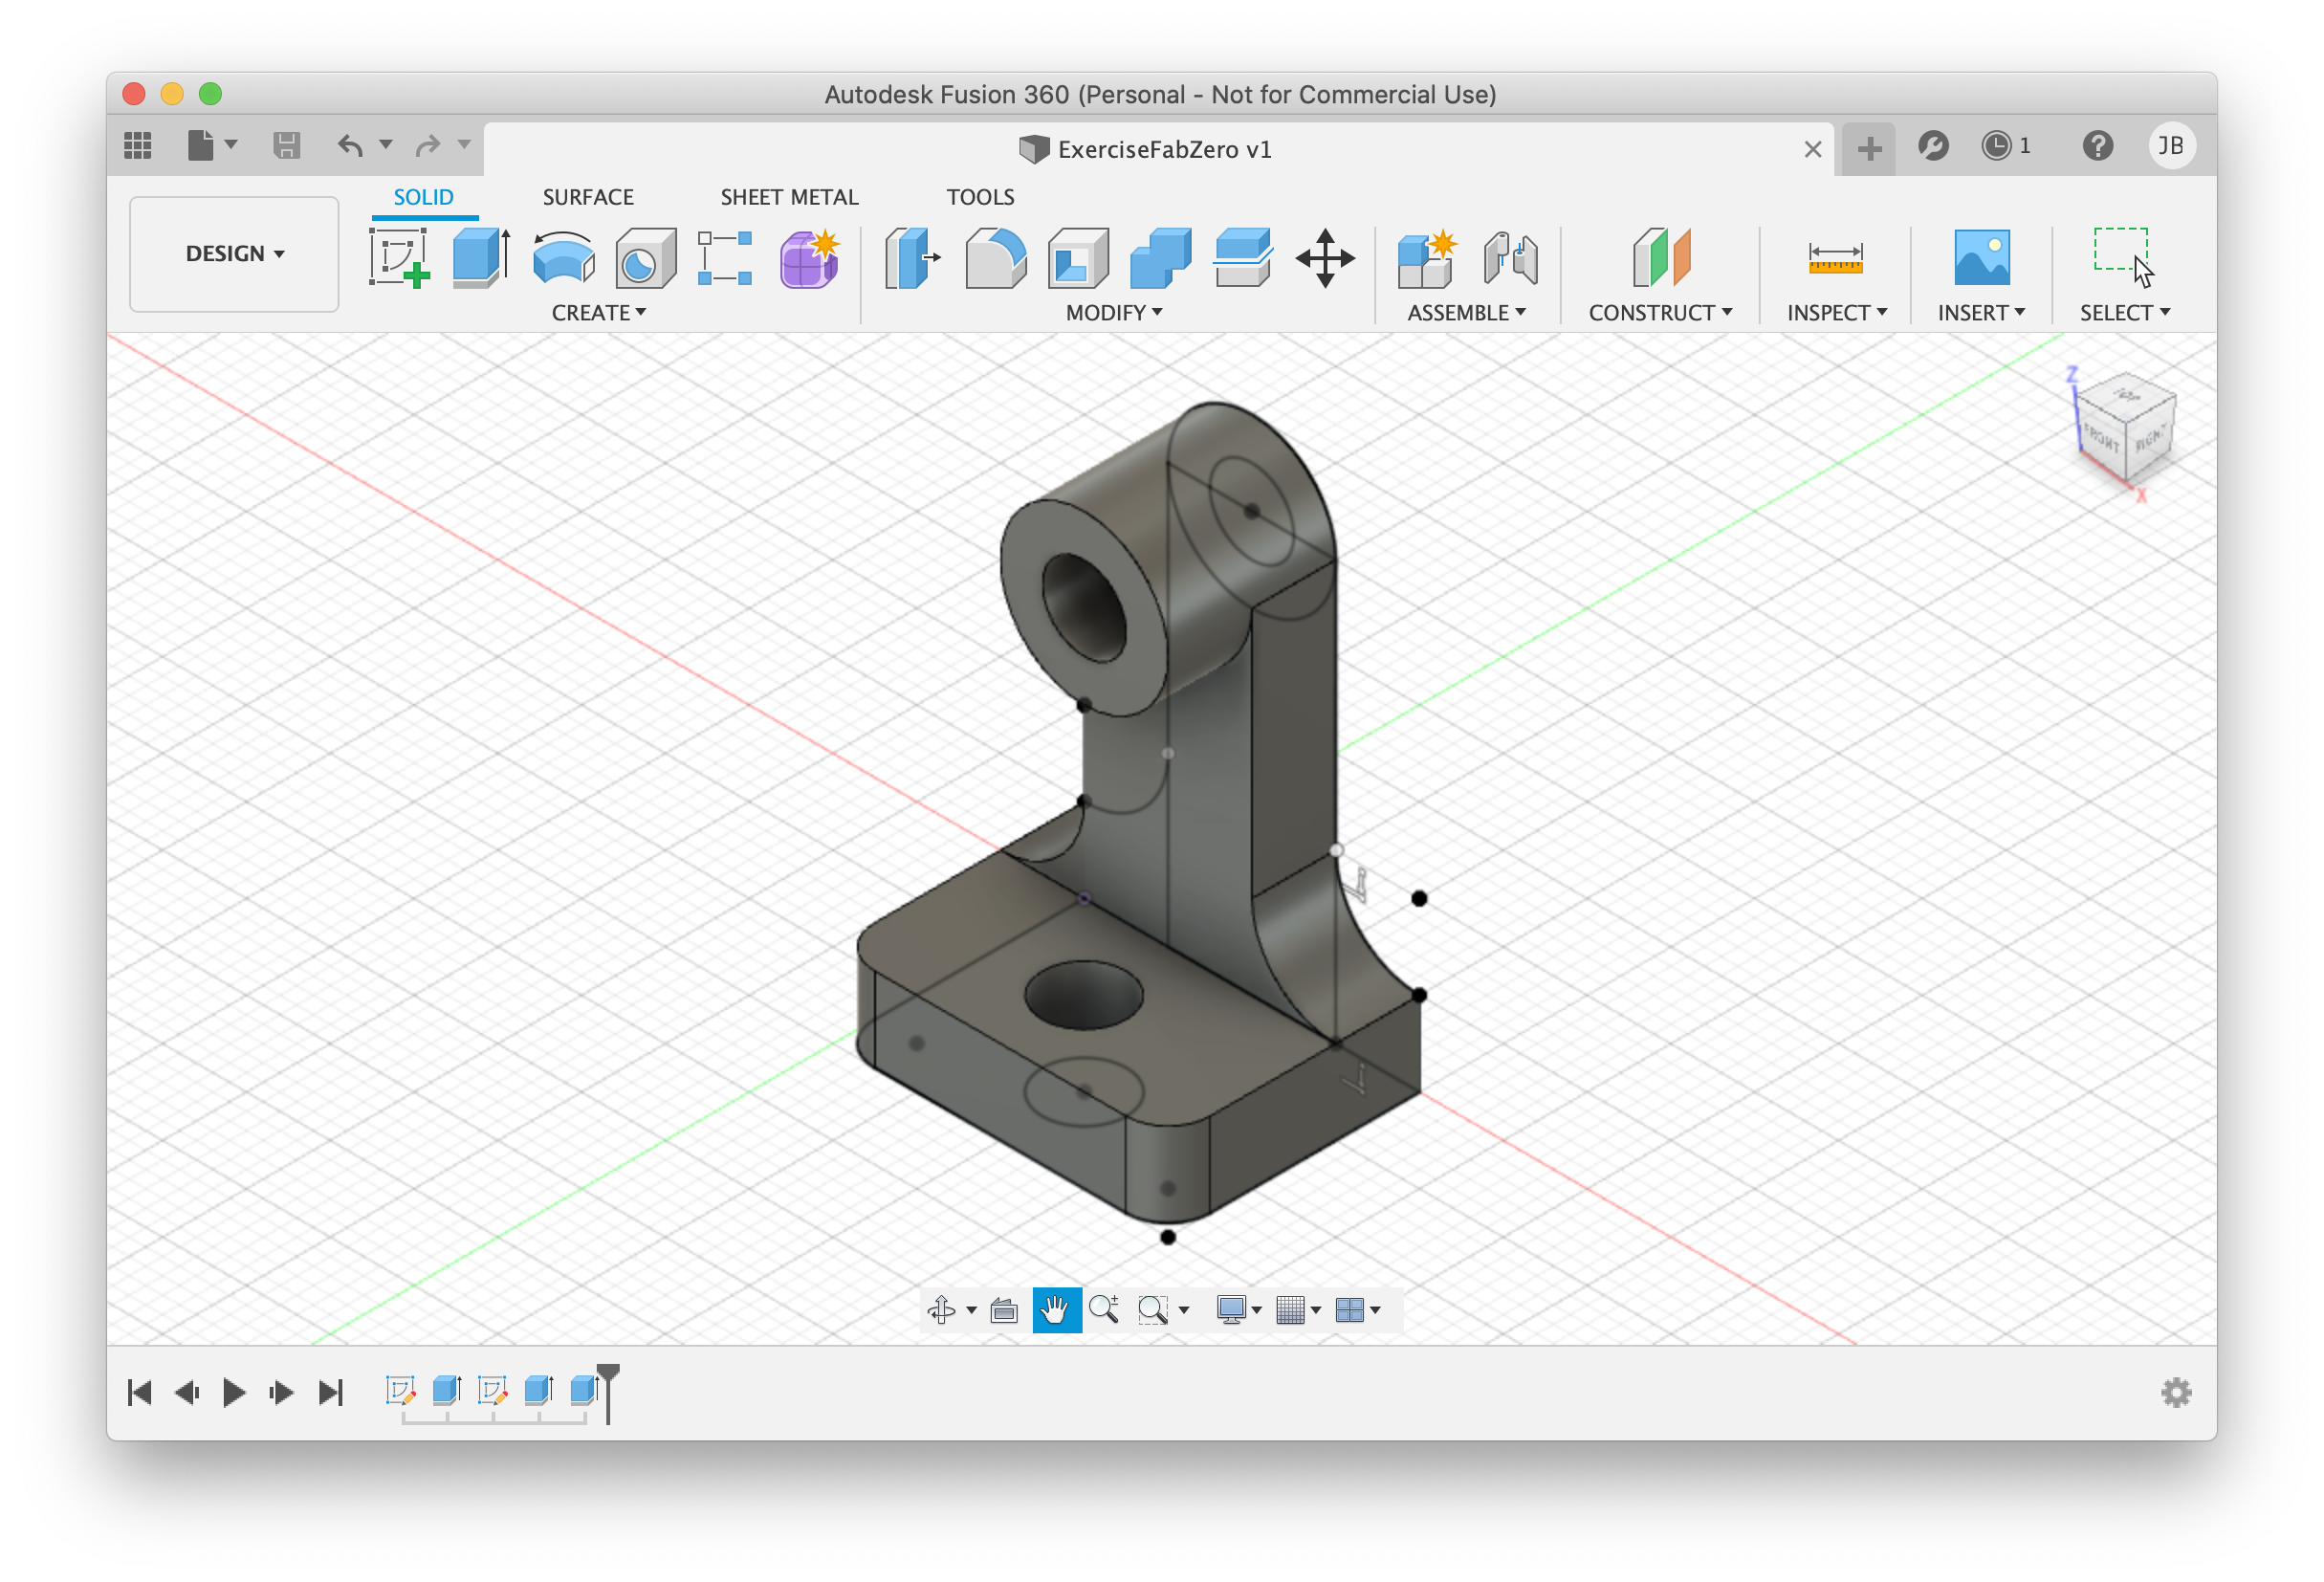 Autodesk Fusion 360 (Personal - Not for Commercial Use)
ExerciseFabZero v1
1
JB
SOLID
SURFACE
SHEET METAL
TOOLS
DESIGN
CREATE
MODIFY
ASSEMBLE
CONSTRUCT
INSPECT
INSERT
SELECT
Z
TOP
FRONT
RIGHT
X